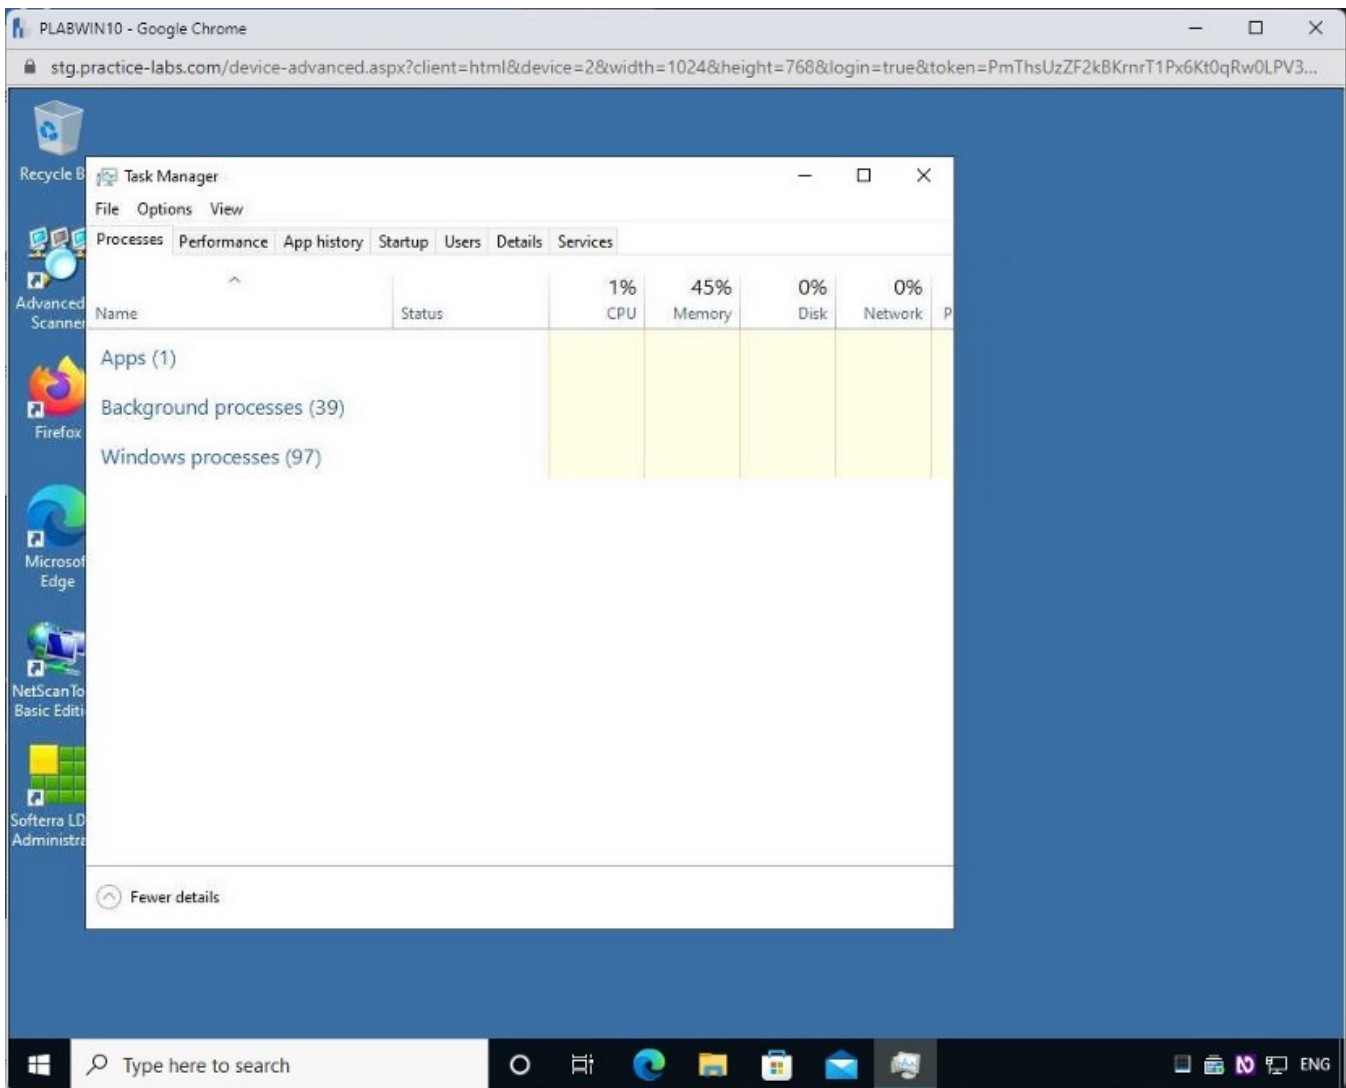 PLABWIN10 - Google Chrome
stg.practice-labs.com/device-advanced.aspx?client=html&device=2&width=1024&height=768&login=true&token=PmThsUzZF2kBKrnrT1Px6Kt0qRw0LPV3...
Recycle B
Task Manager
File Options View
Processes Performance App history Startup Users Details Services
1% 45% 0% 0%
Name Status CPU Memory Disk Network P
Apps (1)
Background processes (39)
Windows processes (97)
Advanced
Scanner
Firefox
Microsof
Edge
NetScanTo
Basic Editi
Softerra LD
Administra
Fewer details
Type here to search
ENG